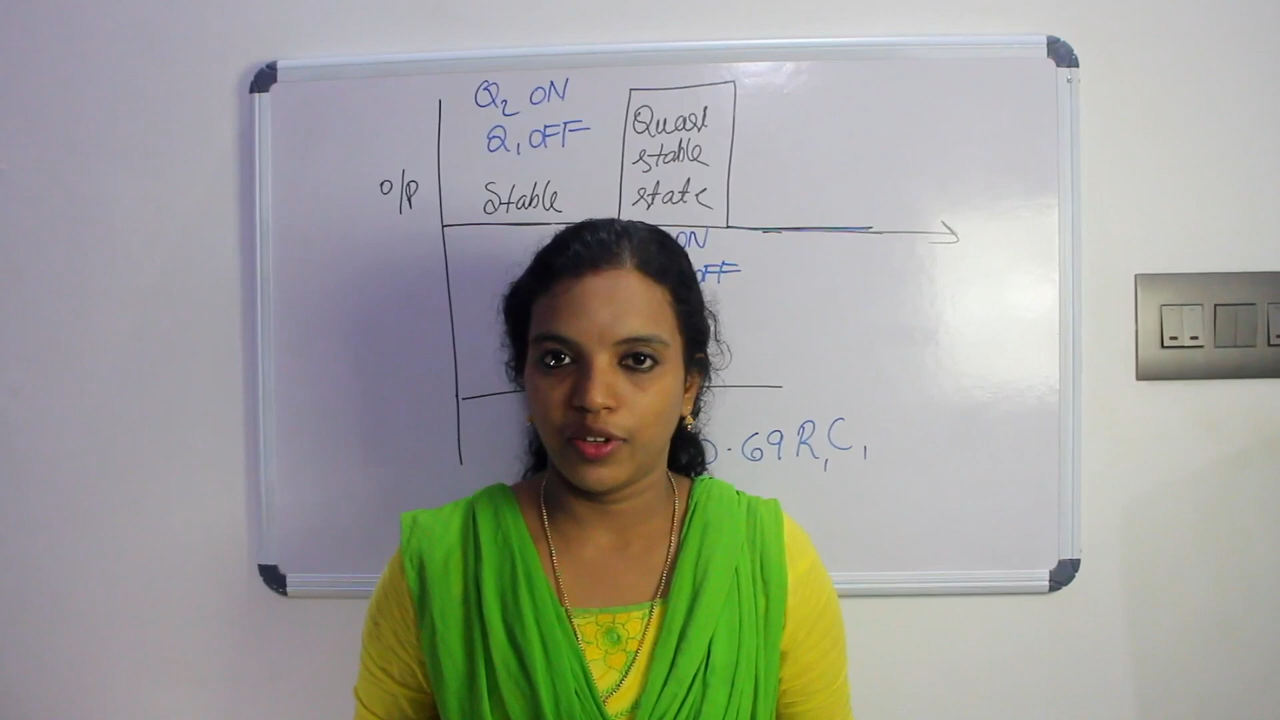 Q₂ ON
Q₁ OFF
Quasi
stable
state
O/P
Stable
ON
OFF
0.69 R₁C₁